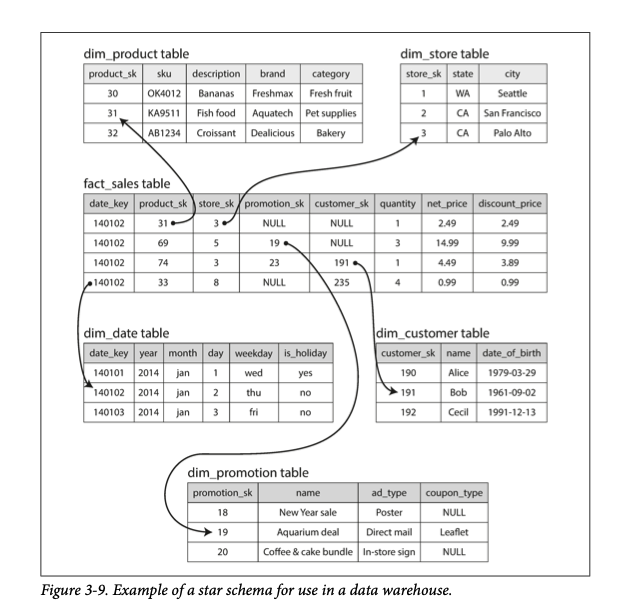 dim_product table
product_sk sku description brand category
30 OK4012 Bananas Freshmax Fresh fruit
31 KA9511 Fish food Aquatech Pet supplies
32 AB1234 Croissant Dealicious Bakery
dim_store table
store_sk state city
1 WA Seattle
2 CA San Francisco
3 CA Palo Alto
fact_sales table
date_key product_sk store_sk promotion_sk customer_sk quantity net_price discount_price
140102 31 3 NULL NULL 1 2.49 2.49
140102 69 5 19 NULL 3 14.99 9.99
140102 74 3 23 191 1 4.49 3.89
140102 33 8 NULL 235 4 0.99 0.99
dim_date table
date_key year month day weekday is_holiday
140101 2014 jan 1 wed yes
140102 2014 jan 2 thu no
140103 2014 jan 3 fri no
dim_customer table
customer_sk name date_of_birth
190 Alice 1979-03-29
191 Bob 1961-09-02
192 Cecil 1991-12-13
dim_promotion table
promotion_sk name ad_type coupon_type
18 New Year sale Poster NULL
19 Aquarium deal Direct mail Leaflet
20 Coffee & cake bundle In-store sign NULL
Figure 3-9. Example of a star schema for use in a data warehouse.